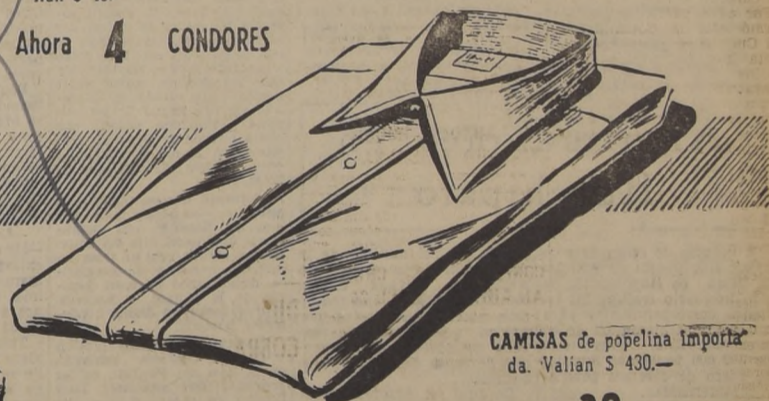 Ahora 4 CONDORES
CAMISAS de popelina importa-
da. Valian $ 430.—